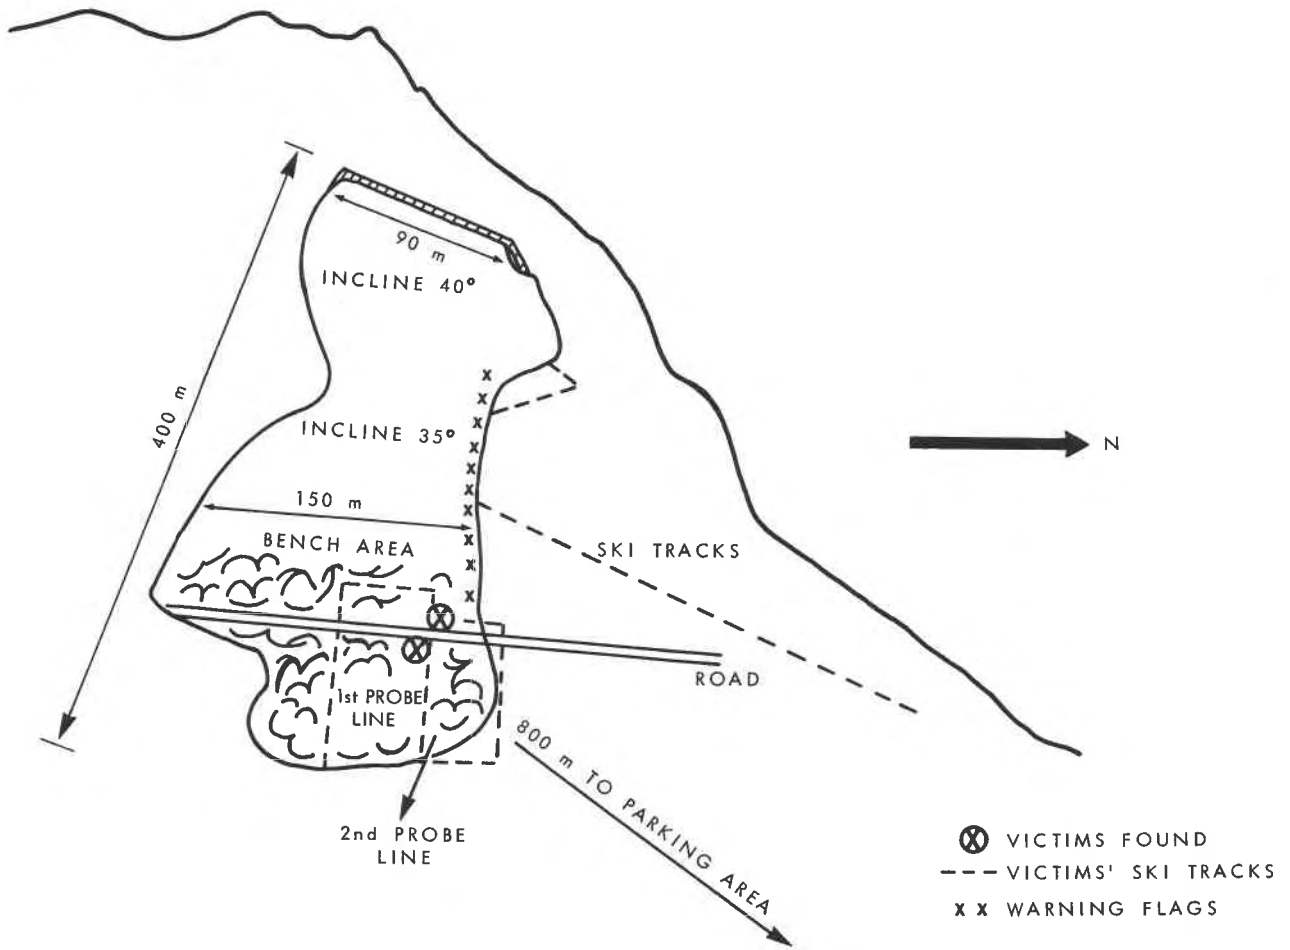 90 m
INCLINE 40°
400 m
INCLINE 35°
N
150 m
BENCH AREA
SKI TRACKS
ROAD
1st PROBE
LINE
800 m TO PARKING AREA
2nd PROBE
LINE
VICTIMS FOUND
VICTIMS' SKI TRACKS
X X WARNING FLAGS